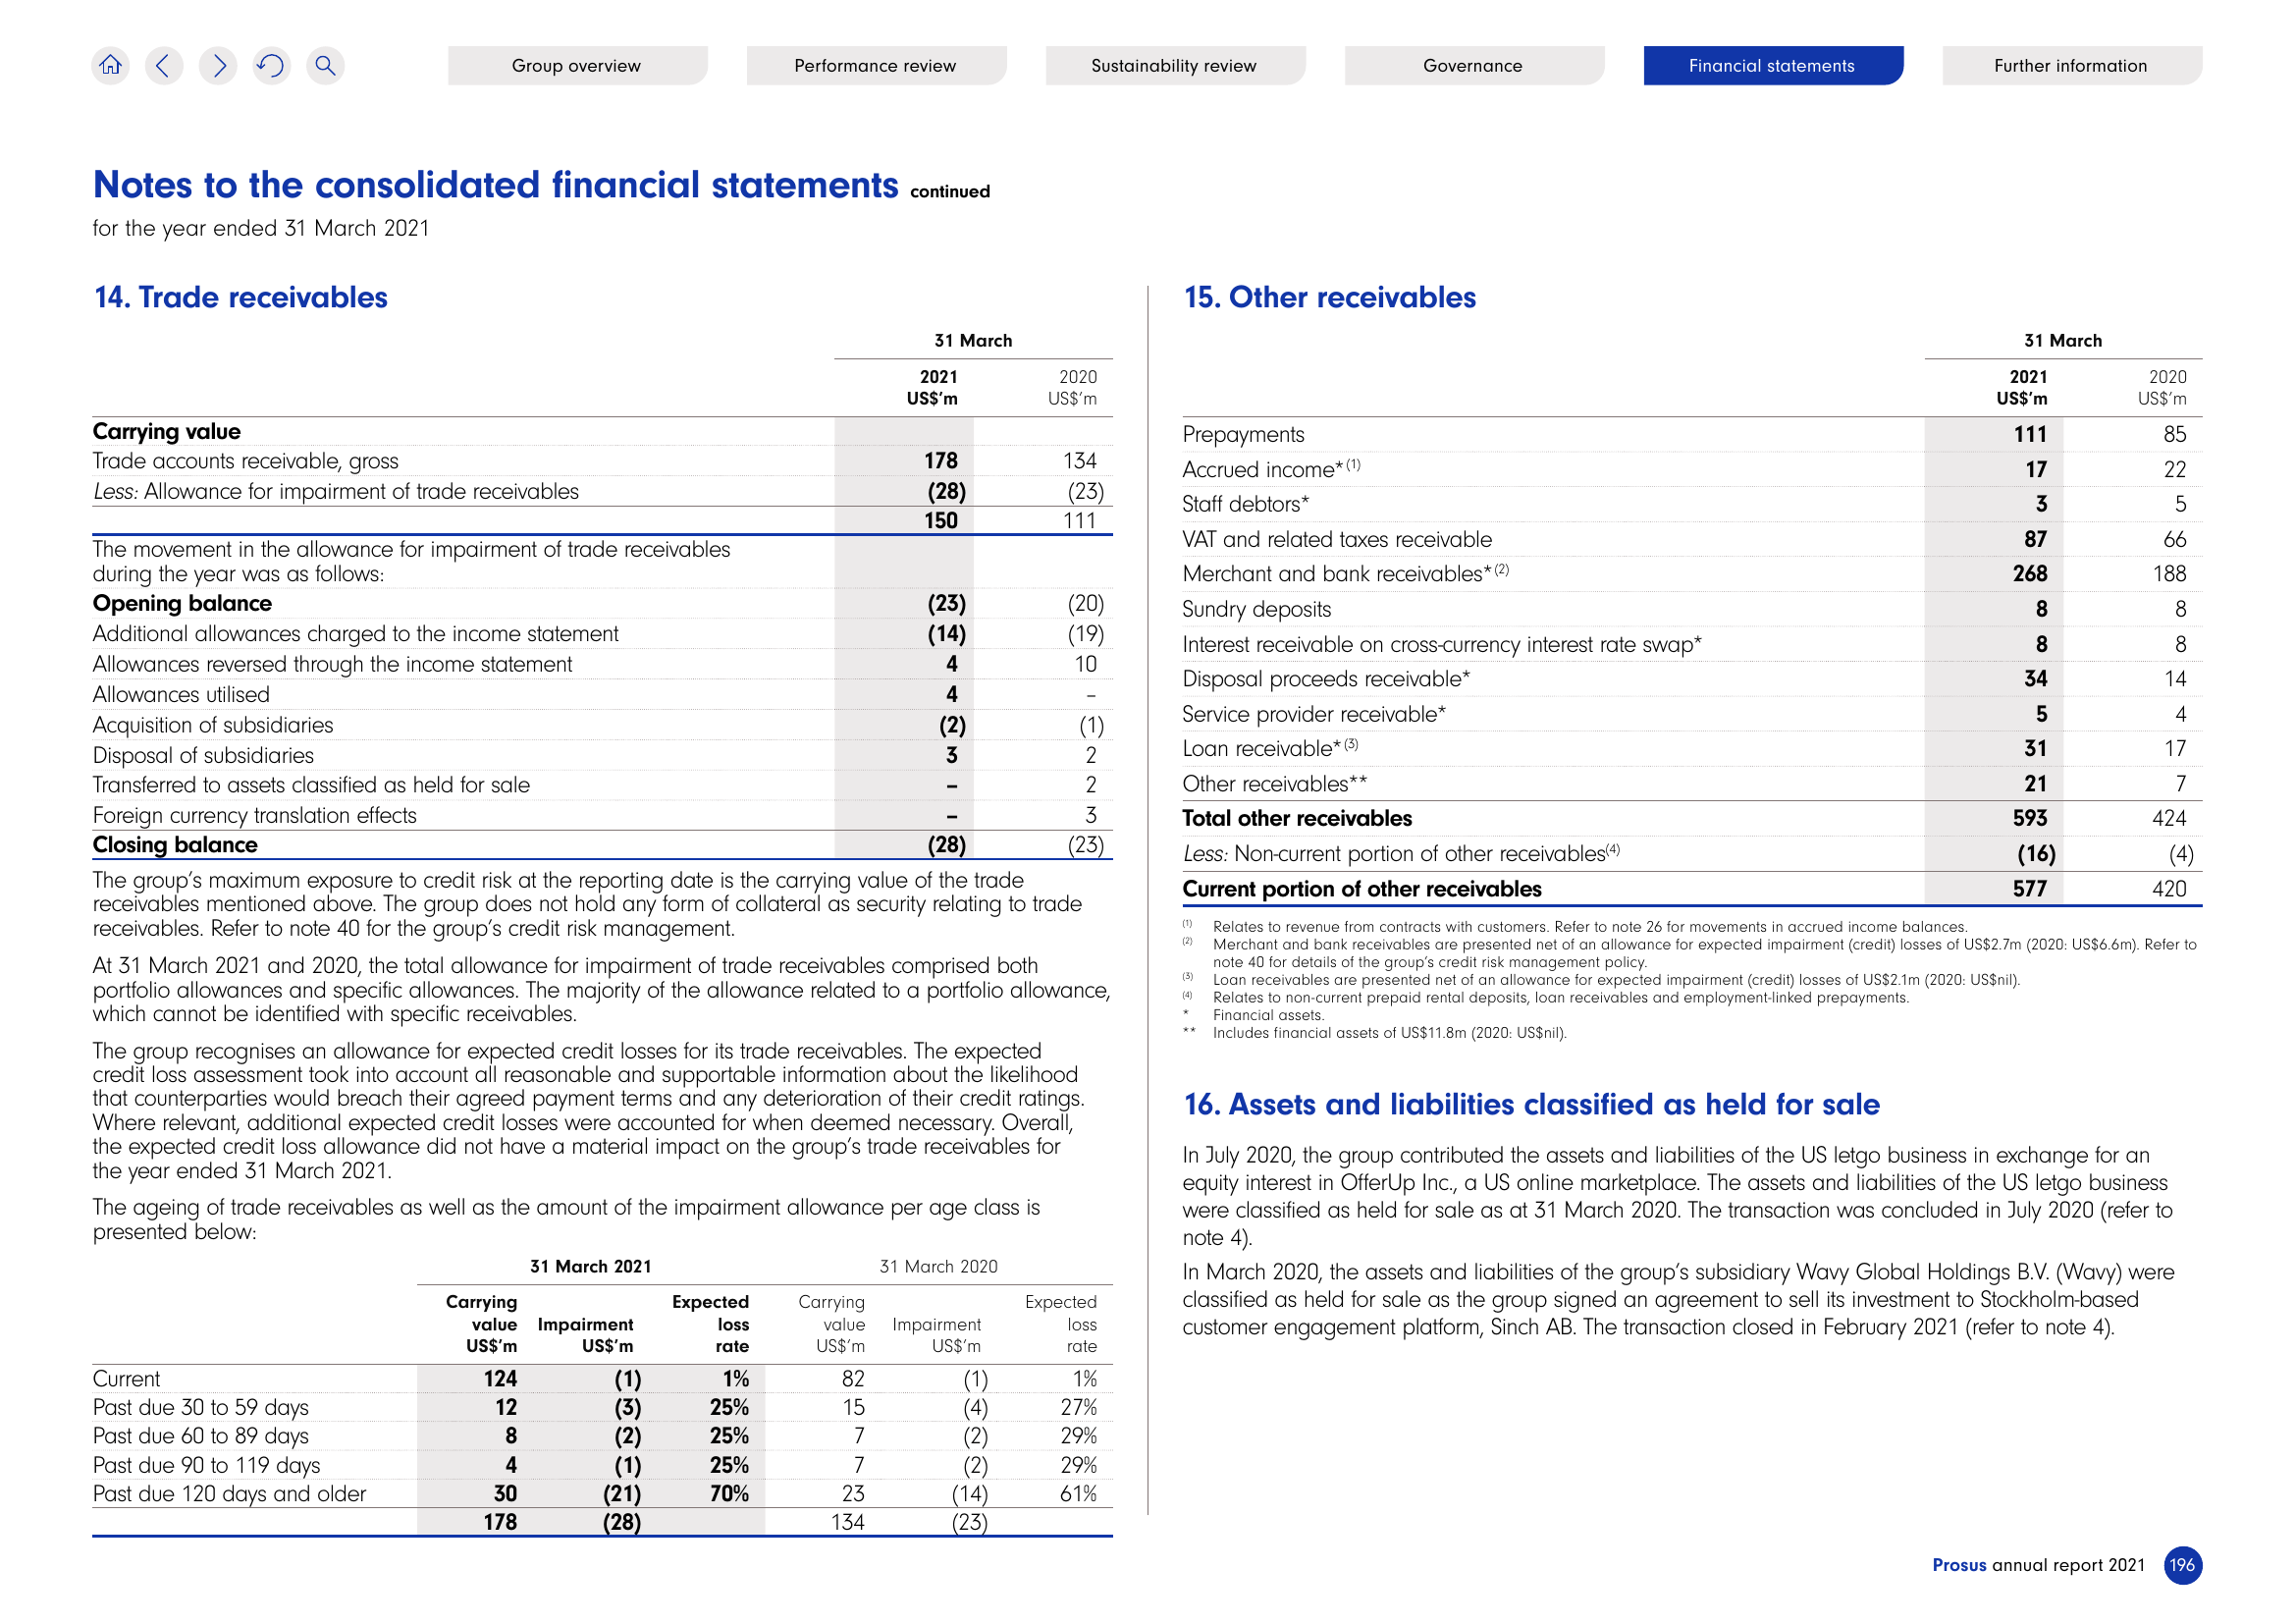 Group overview
Performance review
Sustainability review
Governance
Financial statements
Further information
Notes to the consolidated financial statements continued
for the year ended 31 March 2021
14. Trade receivables
31 March
2021 2020
US$'m US$'m
Carrying value
Trade accounts receivable, gross 178 134
Less: Allowance for impairment of trade receivables (28) (23)
150 111
The movement in the allowance for impairment of trade receivables
during the year was as follows:
Opening balance (23) (20)
Additional allowances charged to the income statement (14) (19)
Allowances reversed through the income statement 4 10
Allowances utilised 4 –
Acquisition of subsidiaries (2) (1)
Disposal of subsidiaries 3 2
Transferred to assets classified as held for sale – 2
Foreign currency translation effects – 3
Closing balance (28) (23)
The group's maximum exposure to credit risk at the reporting date is the carrying value of the trade
receivables mentioned above. The group does not hold any form of collateral as security relating to trade
receivables. Refer to note 40 for the group's credit risk management.
At 31 March 2021 and 2020, the total allowance for impairment of trade receivables comprised both
portfolio allowances and specific allowances. The majority of the allowance related to a portfolio allowance,
which cannot be identified with specific receivables.
The group recognises an allowance for expected credit losses for its trade receivables. The expected
credit loss assessment took into account all reasonable and supportable information about the likelihood
that counterparties would breach their agreed payment terms and any deterioration of their credit ratings.
Where relevant, additional expected credit losses were accounted for when deemed necessary. Overall,
the expected credit loss allowance did not have a material impact on the group's trade receivables for
the year ended 31 March 2021.
The ageing of trade receivables as well as the amount of the impairment allowance per age class is
presented below:
31 March 2021 31 March 2020
Carrying Expected Carrying Expected
value Impairment loss value Impairment loss
US$'m US$'m rate US$'m US$'m rate
Current 124 (1) 1% 82 (1) 1%
Past due 30 to 59 days 12 (3) 25% 15 (4) 27%
Past due 60 to 89 days 8 (2) 25% 7 (2) 29%
Past due 90 to 119 days 4 (1) 25% 7 (2) 29%
Past due 120 days and older 30 (21) 70% 23 (14) 61%
178 (28) 134 (23)
15. Other receivables
31 March
2021 2020
US$'m US$'m
Prepayments 111 85
Accrued income* (1) 17 22
Staff debtors* 3 5
VAT and related taxes receivable 87 66
Merchant and bank receivables* (2) 268 188
Sundry deposits 8 8
Interest receivable on cross-currency interest rate swap* 8 8
Disposal proceeds receivable* 34 14
Service provider receivable* 5 4
Loan receivable* (3) 31 17
Other receivables** 21 7
Total other receivables 593 424
Less: Non-current portion of other receivables(4) (16) (4)
Current portion of other receivables 577 420
(1) Relates to revenue from contracts with customers. Refer to note 26 for movements in accrued income balances.
(2) Merchant and bank receivables are presented net of an allowance for expected impairment (credit) losses of US$2.7m (2020: US$6.6m). Refer to
note 40 for details of the group's credit risk management policy.
(3) Loan receivables are presented net of an allowance for expected impairment (credit) losses of US$2.1m (2020: US$nil).
(4) Relates to non-current prepaid rental deposits, loan receivables and employment-linked prepayments.
* Financial assets.
** Includes financial assets of US$11.8m (2020: US$nil).
16. Assets and liabilities classified as held for sale
In July 2020, the group contributed the assets and liabilities of the US letgo business in exchange for an
equity interest in OfferUp Inc., a US online marketplace. The assets and liabilities of the US letgo business
were classified as held for sale as at 31 March 2020. The transaction was concluded in July 2020 (refer to
note 4).
In March 2020, the assets and liabilities of the group's subsidiary Wavy Global Holdings B.V. (Wavy) were
classified as held for sale as the group signed an agreement to sell its investment to Stockholm-based
customer engagement platform, Sinch AB. The transaction closed in February 2021 (refer to note 4).
Prosus annual report 2021 196